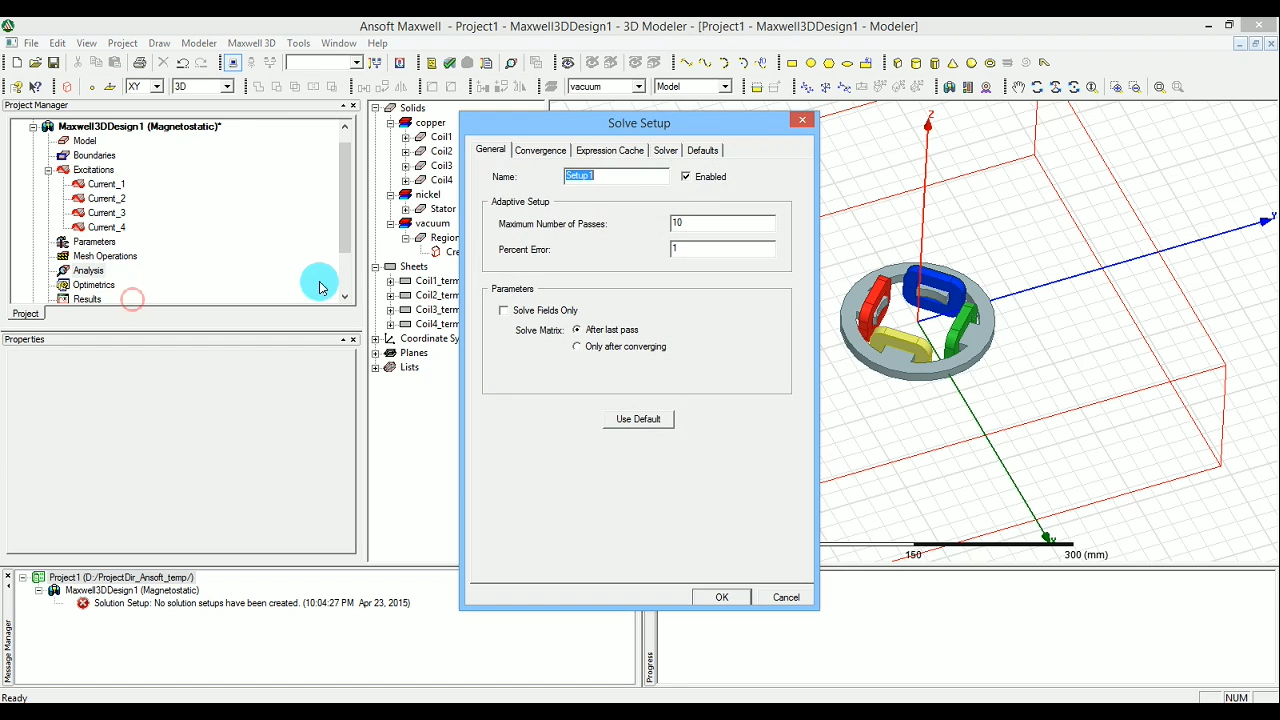 Ansoft Maxwell - Project1 - Maxwell3DDesign1 - 3D Modeler - [Project1 - Maxwell3DDesign1 - Modeler]
File Edit View Project Draw Modeler Maxwell 3D Tools Window Help
XY 3D vacuum Model
Project Manager
Maxwell3DDesign1 (Magnetostatic)*
Model
Boundaries
Excitations
Current_1
Current_2
Current_3
Current_4
Parameters
Mesh Operations
Analysis
Optimetrics
Results
Project
Properties
Solids
copper
Coil1
Coil2
Coil3
Coil4
nickel
Stator
vacuum
Region
Cre
Sheets
Coil1_term
Coil2_term
Coil3_term
Coil4_term
Coordinate Sy
Planes
Lists
Solve Setup
General Convergence Expression Cache Solver Defaults
Name: Setup1 Enabled
Adaptive Setup
Maximum Number of Passes: 10
Percent Error: 1
Parameters
Solve Fields Only
Solve Matrix: After last pass
Only after converging
Use Default
OK Cancel
Z
150 300 (mm)
Project1 (D:/ProjectDir_Ansoft_temp/)
Maxwell3DDesign1 (Magnetostatic)
Solution Setup: No solution setups have been created. (10:04:27 PM Apr 23, 2015)
Message Manager
Progress
Ready NUM